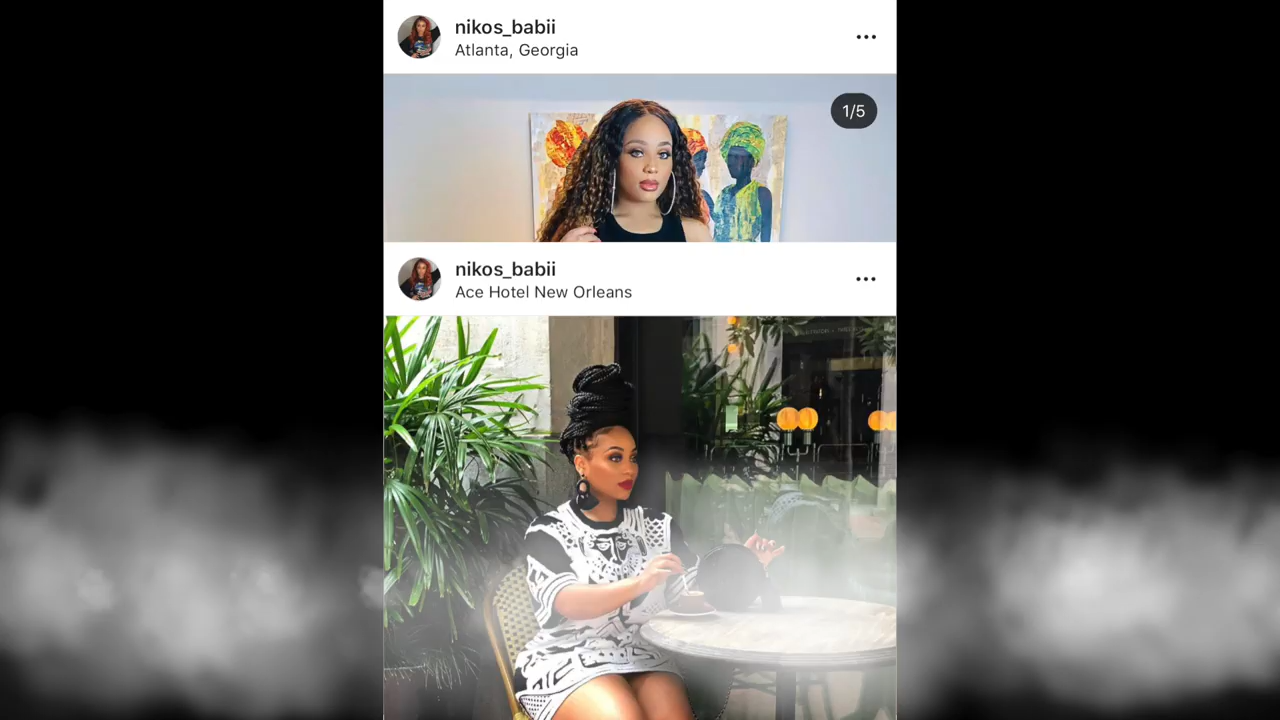 nikos_babii
Atlanta, Georgia
1/5
nikos_babii
Ace Hotel New Orleans